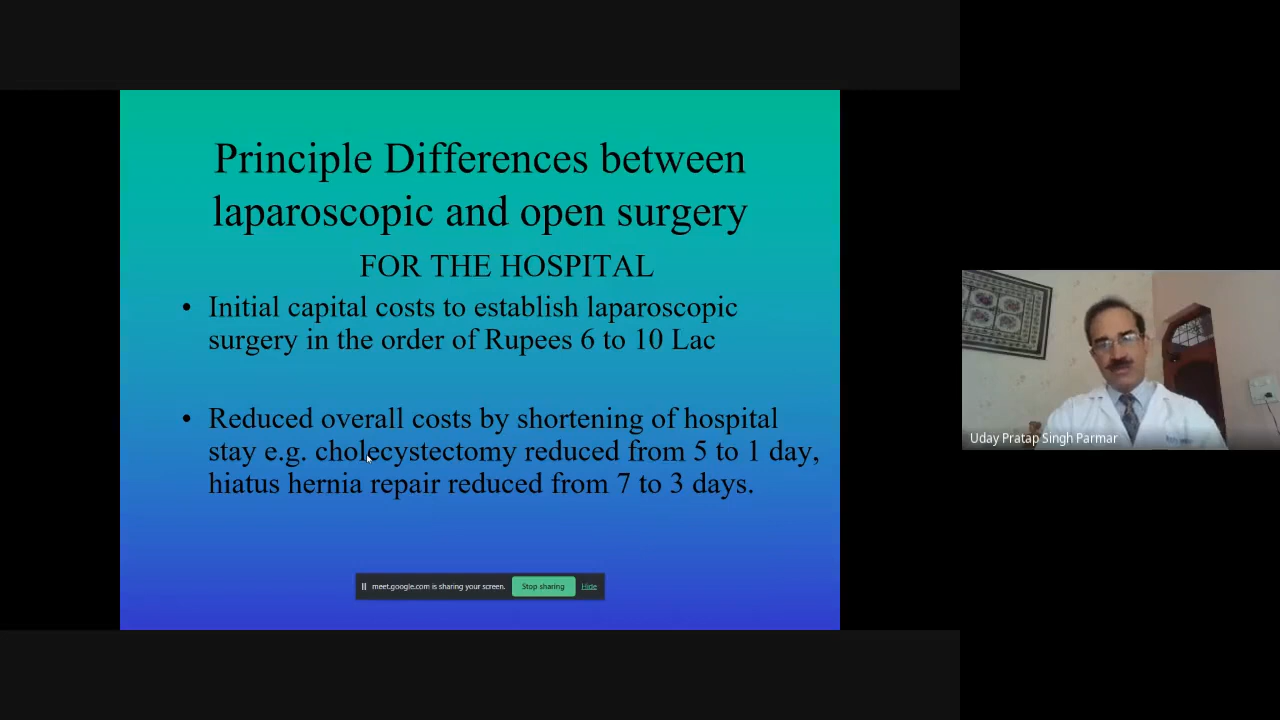 Principle Differences between
laparoscopic and open surgery
FOR THE HOSPITAL
• Initial capital costs to establish laparoscopic
surgery in the order of Rupees 6 to 10 Lac
• Reduced overall costs by shortening of hospital
stay e.g. cholecystectomy reduced from 5 to 1 day,
hiatus hernia repair reduced from 7 to 3 days.
meet.google.com is sharing your screen. Stop sharing Hide
Uday Pratap Singh Parmar